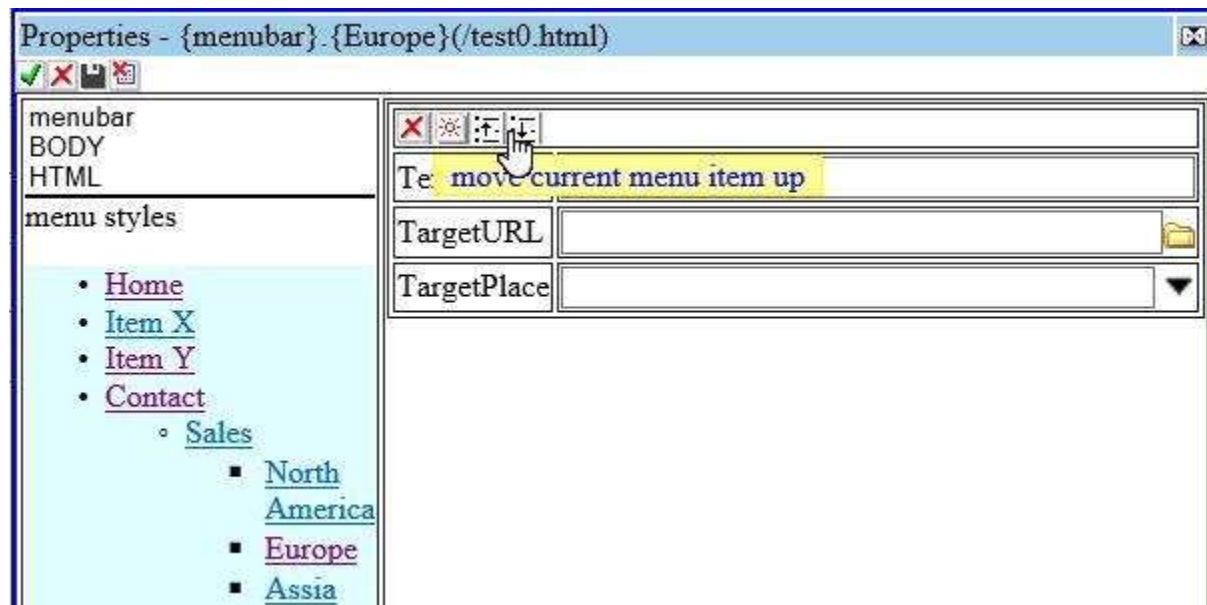 Properties - {menubar}.{Europe}(/test0.html)
menubar
BODY
HTML
menu styles
Home
Item X
Item Y
Contact
Sales
North
America
Europe
Assia
move current menu item up
TargetURL
TargetPlace